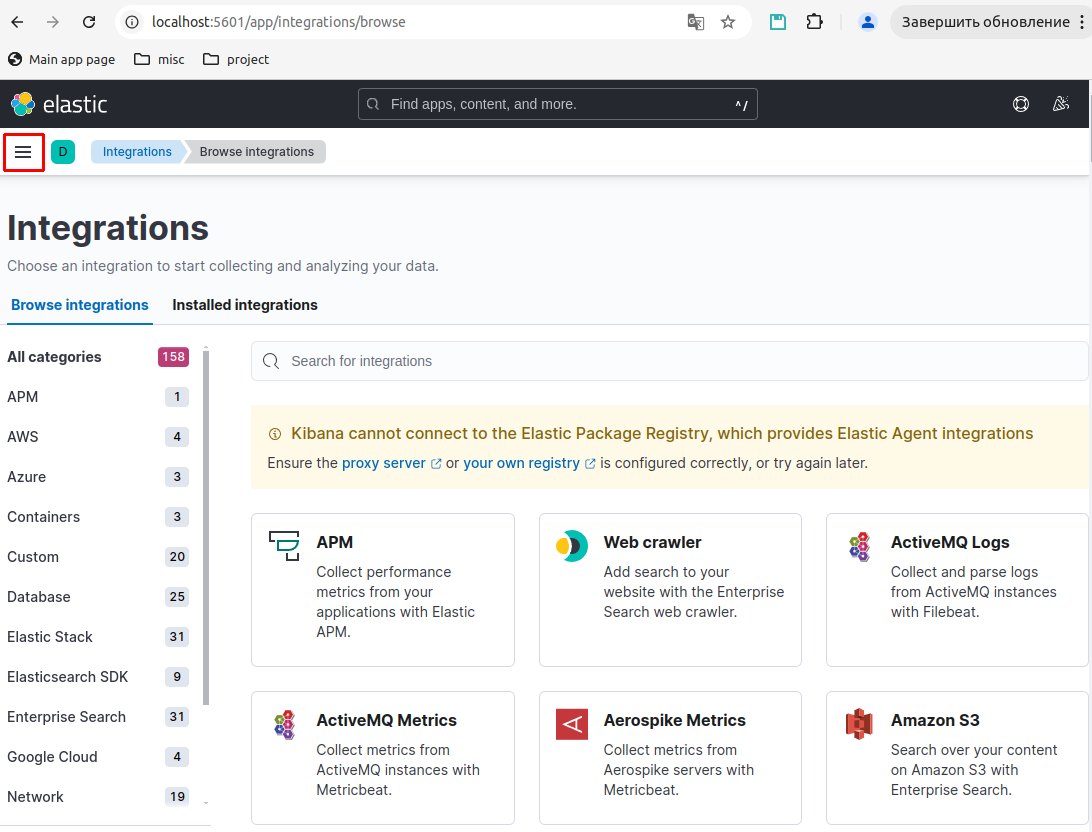 localhost:5601/app/integrations/browse
Завершить обновление
Main app page misc project
elastic
Find apps, content, and more. ^/
D Integrations Browse integrations
Integrations
Choose an integration to start collecting and analyzing your data.
Browse integrations Installed integrations
All categories 158
APM 1
AWS 4
Azure 3
Containers 3
Custom 20
Database 25
Elastic Stack 31
Elasticsearch SDK 9
Enterprise Search 31
Google Cloud 4
Network 19
Search for integrations
Kibana cannot connect to the Elastic Package Registry, which provides Elastic Agent integrations
Ensure the proxy server or your own registry is configured correctly, or try again later.
APM
Collect performance
metrics from your
applications with Elastic
APM.
Web crawler
Add search to your
website with the Enterprise
Search web crawler.
ActiveMQ Logs
Collect and parse logs
from ActiveMQ instances
with Filebeat.
ActiveMQ Metrics
Collect metrics from
ActiveMQ instances with
Metricbeat.
Aerospike Metrics
Collect metrics from
Aerospike servers with
Metricbeat.
Amazon S3
Search over your content
on Amazon S3 with
Enterprise Search.